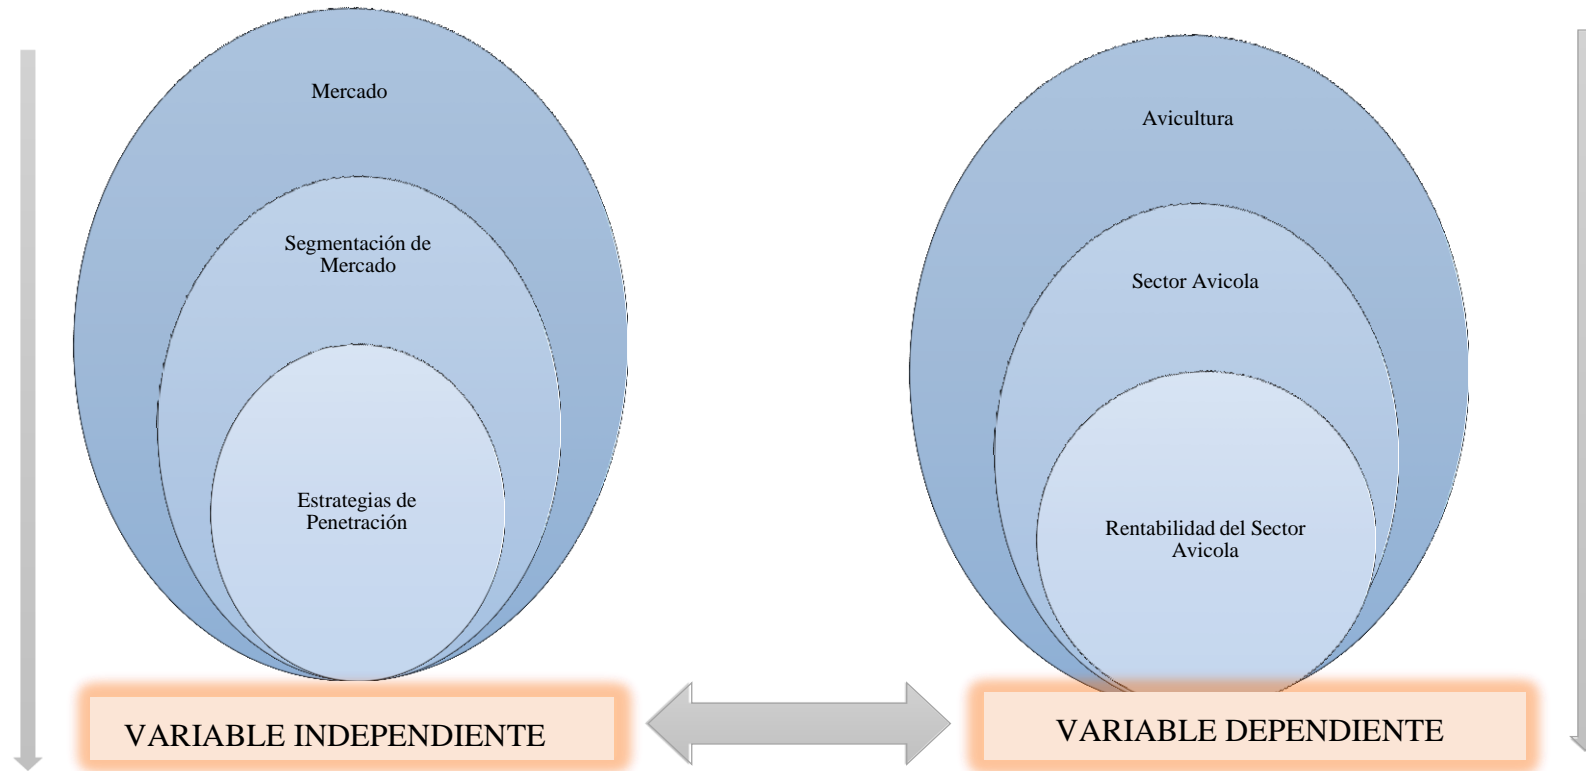 Mercado
Segmentación de
Mercado
Estrategias de
Penetración
VARIABLE INDEPENDIENTE
Avicultura
Sector Avicola
Rentabilidad del Sector
Avicola
VARIABLE DEPENDIENTE